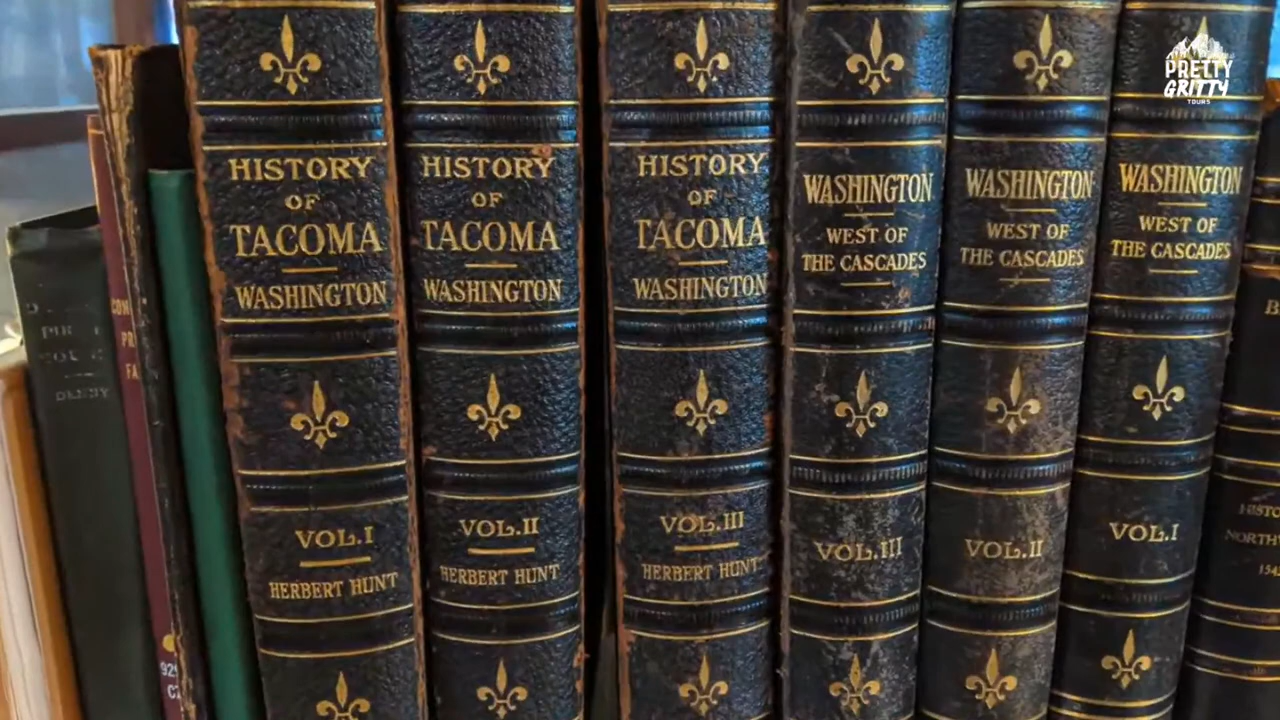 HISTORY
OF
TACOMA
WASHINGTON
VOL.I
HERBERT HUNT
HISTORY
OF
TACOMA
WASHINGTON
VOL.II
HERBERT HUNT
HISTORY
OF
TACOMA
WASHINGTON
VOL.III
HERBERT HUNT
WASHINGTON
WEST OF
THE CASCADES
VOL.III
WASHINGTON
WEST OF
THE CASCADES
VOL.II
WASHINGTON
WEST OF
THE CASCADES
VOL.I
PRETTY
GRITTY
TOURS
DENNY